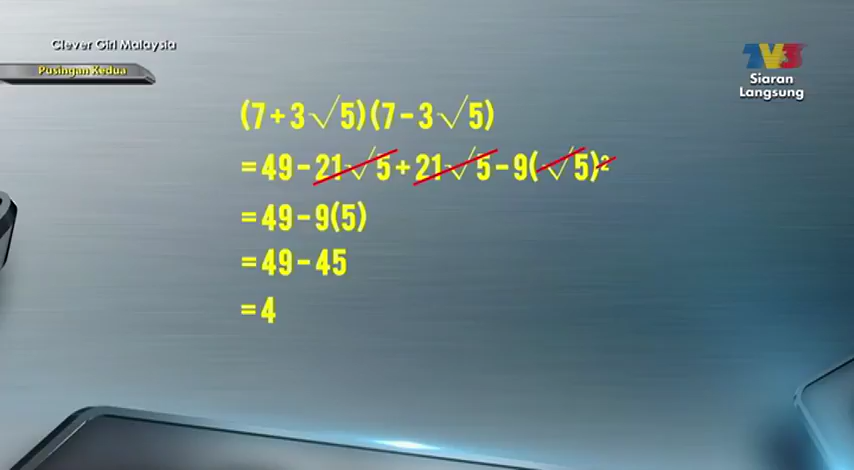 Clever Girl Malaysia
Pusingan Kedua
TV3
Siaran
Langsung
(7+3√5)(7-3√5)
=49-21√5+21√5-9(√5)²
=49-9(5)
=49-45
=4